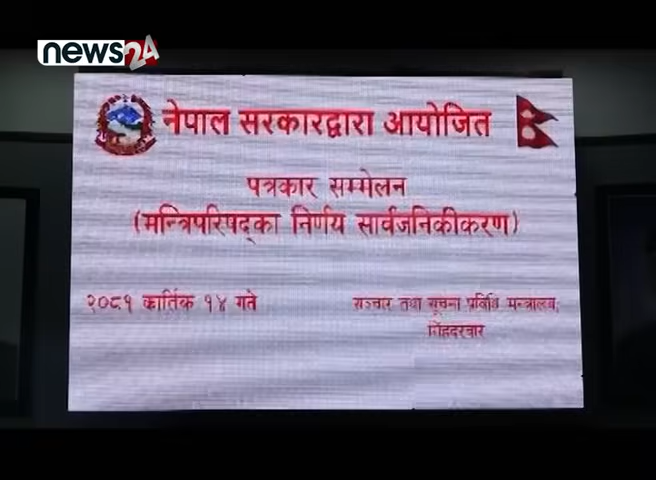 news24
नेपाल सरकारद्वारा आयोजित
पत्रकार सम्मेलन
(मन्त्रिपरिषद्का निर्णय सार्वजनिकीकरण)
२०८१ कार्तिक १४ गते
सञ्चार तथा सूचना प्रविधि मन्त्रालय,
सिंहदरबार